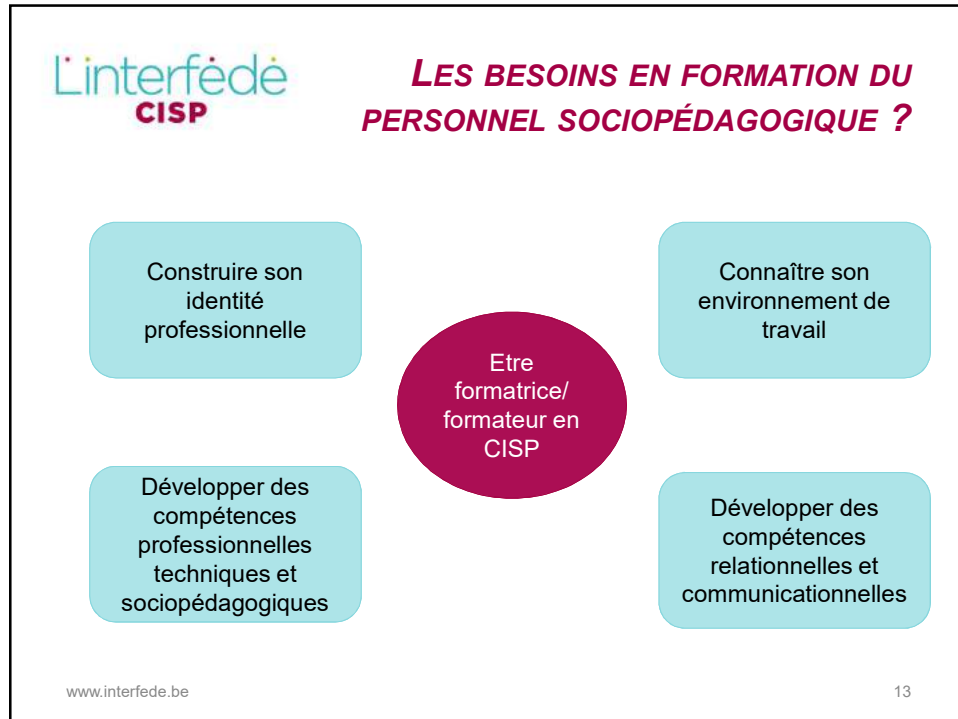 L'interfédé
CISP
LES BESOINS EN FORMATION DU
PERSONNEL SOCIOPÉDAGOGIQUE ?
Construire son
identité
professionnelle
Connaître son
environnement de
travail
Etre
formatrice/
formateur en
CISP
Développer des
compétences
professionnelles
techniques et
sociopédagogiques
Développer des
compétences
relationnelles et
communicationnelles
www.interfede.be
13